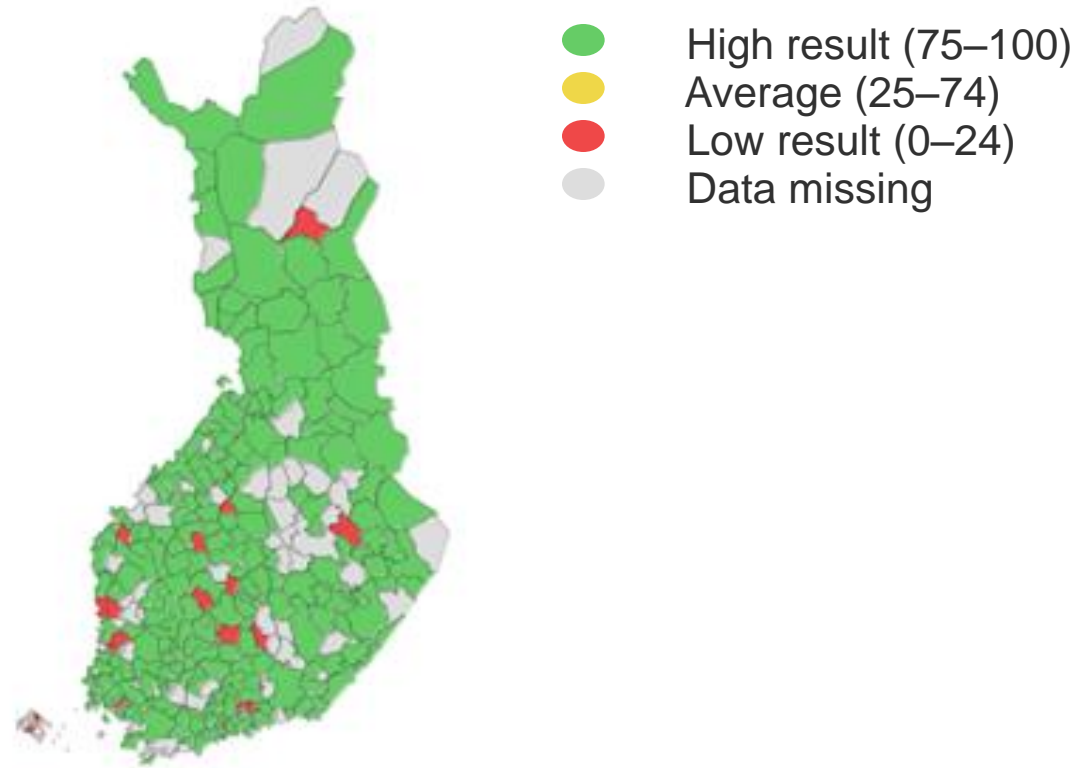 High result (75–100)
Average (25–74)
Low result (0–24)
Data missing